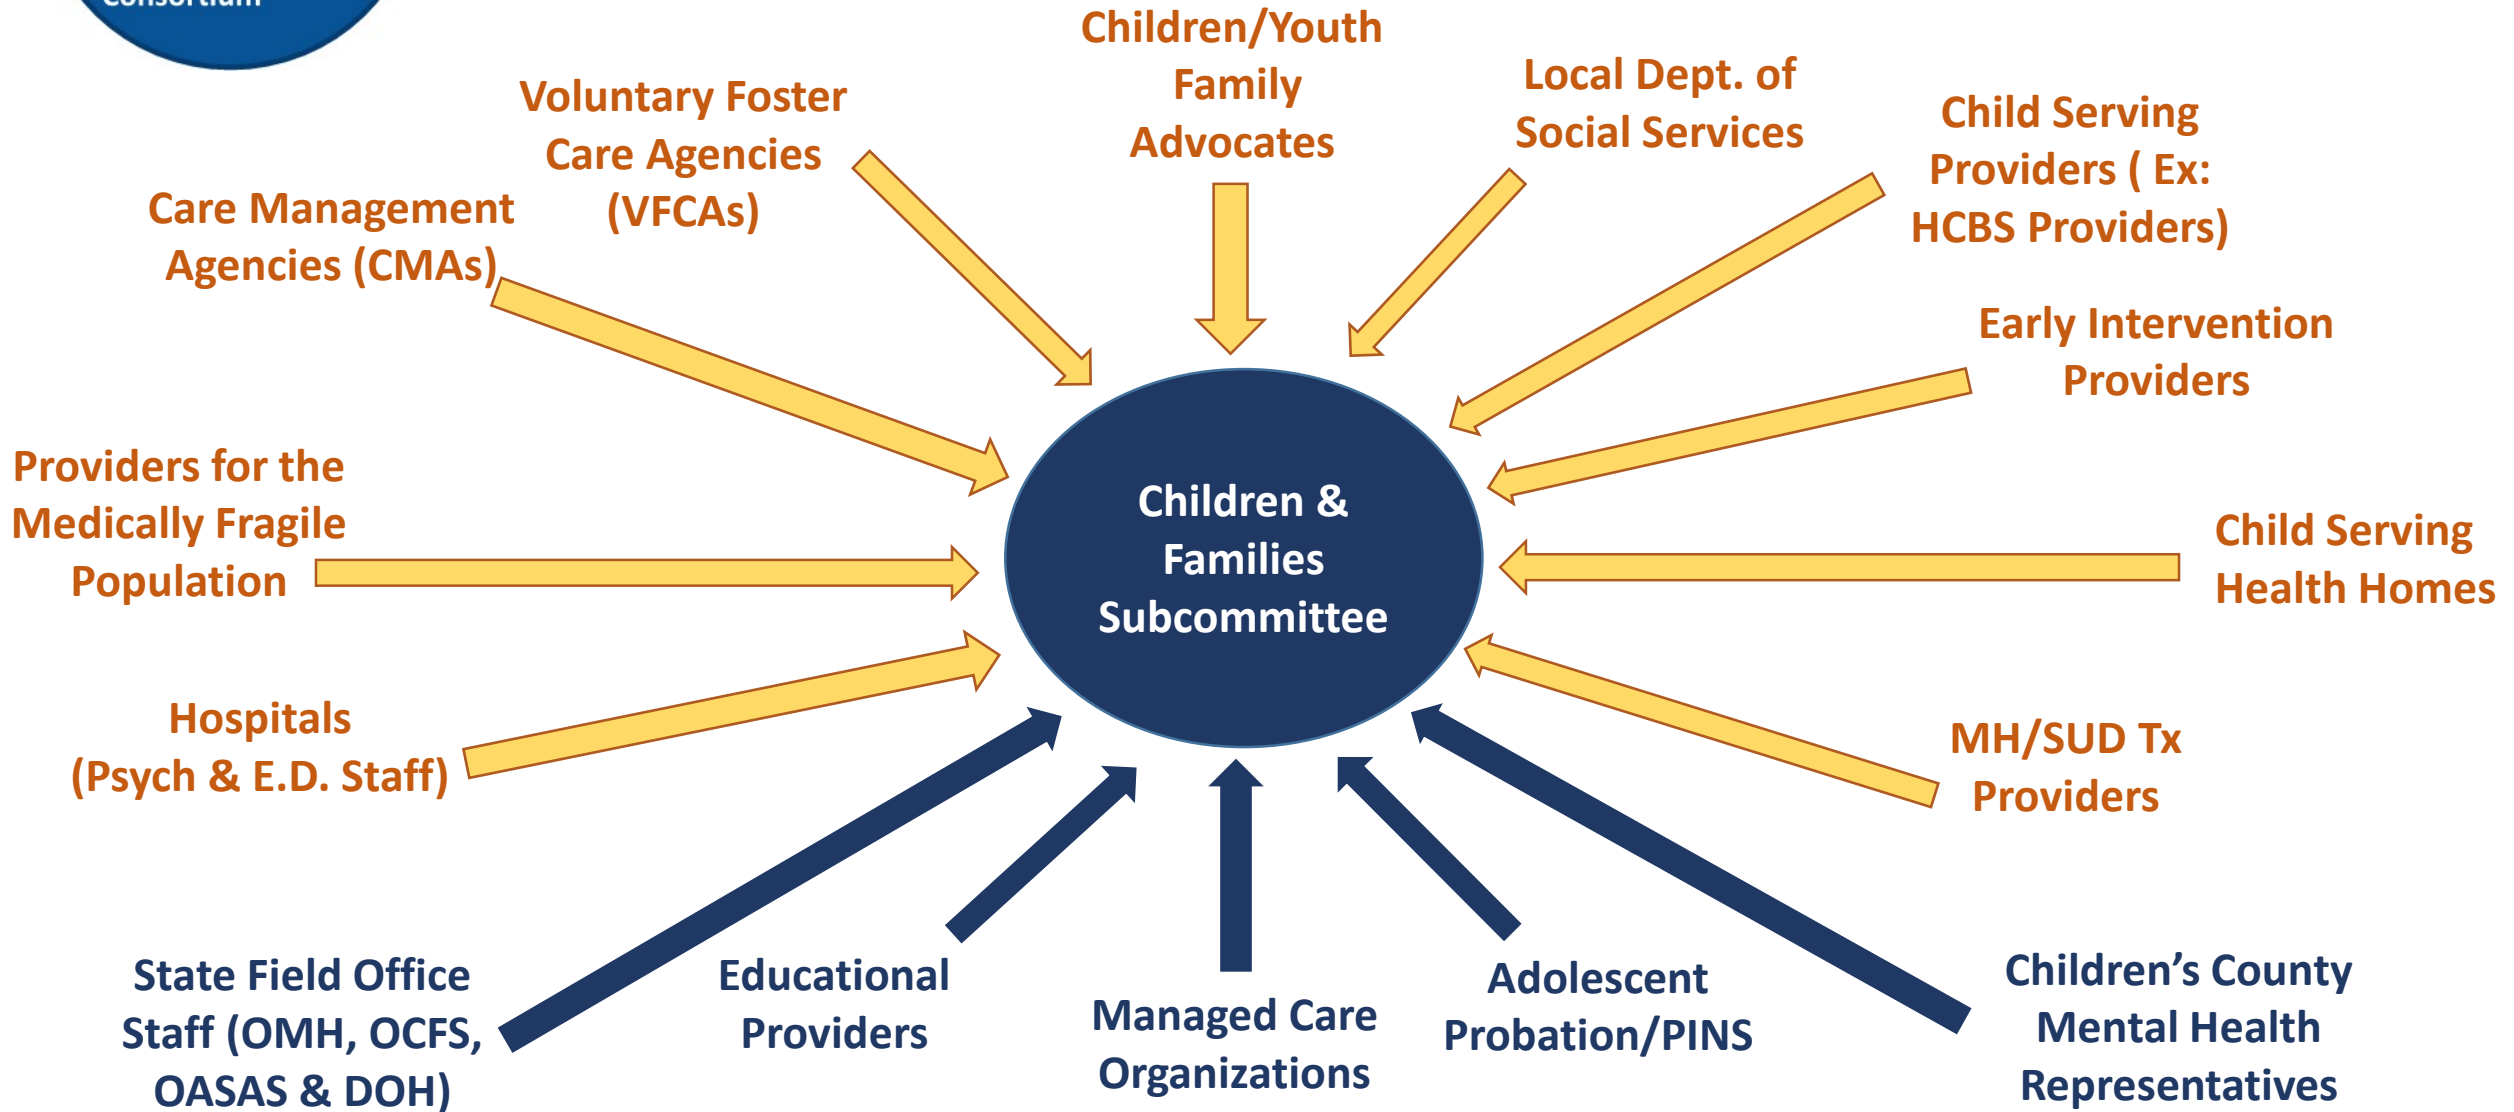 Consortium
Children/Youth
Family
Advocates
Voluntary Foster
Care Agencies
(VFCAs)
Local Dept. of
Social Services
Child Serving
Providers ( Ex:
HCBS Providers)
Care Management
Agencies (CMAs)
Early Intervention
Providers
Providers for the
Medically Fragile
Population
Children &
Families
Subcommittee
Child Serving
Health Homes
Hospitals
(Psych & E.D. Staff)
MH/SUD Tx
Providers
State Field Office
Staff (OMH, OCFS,
OASAS & DOH)
Educational
Providers
Managed Care
Organizations
Adolescent
Probation/PINS
Children’s County
Mental Health
Representatives